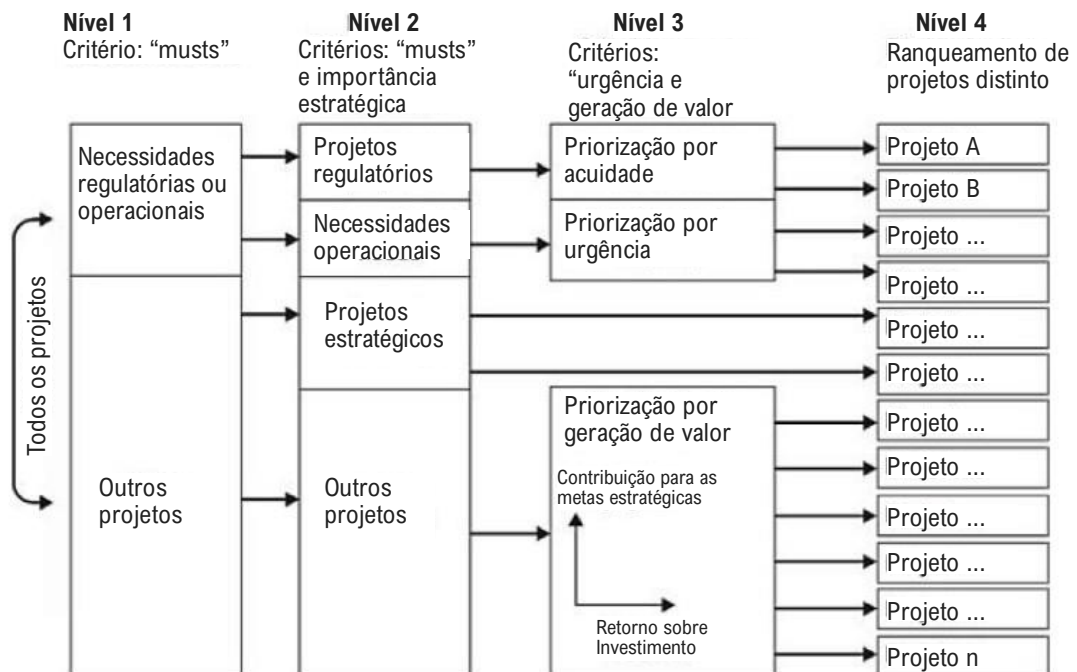 Nível 1
Critério: “musts”
Nível 2
Critérios: “musts”
e importância
estratégica
Nível 3
Critérios:
“urgência e
geração de valor
Nível 4
Ranqueamento de
projetos distinto
Todos os projetos
Necessidades
regulatórias ou
operacionais
Outros
projetos
Projetos
regulatórios
Necessidades
operacionais
Projetos
estratégicos
Outros
projetos
Priorização por
acuidade
Priorização por
urgência
Priorização por
geração de valor
Contribuição para as
metas estratégicas
Retorno sobre
Investimento
Projeto A
Projeto B
Projeto ...
Projeto ...
Projeto ...
Projeto ...
Projeto ...
Projeto ...
Projeto ...
Projeto ...
Projeto ...
Projeto n